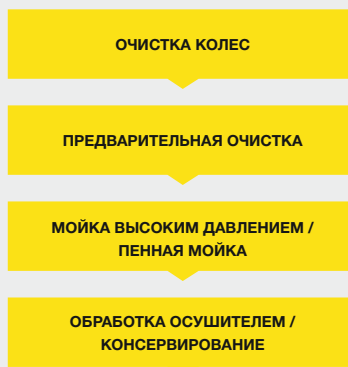 ОЧИСТКА КОЛЕС
ПРЕДВАРИТЕЛЬНАЯ ОЧИСТКА
МОЙКА ВЫСОКИМ ДАВЛЕНИЕМ /
ПЕННАЯ МОЙКА
ОБРАБОТКА ОСУШИТЕЛЕМ /
КОНСЕРВИРОВАНИЕ